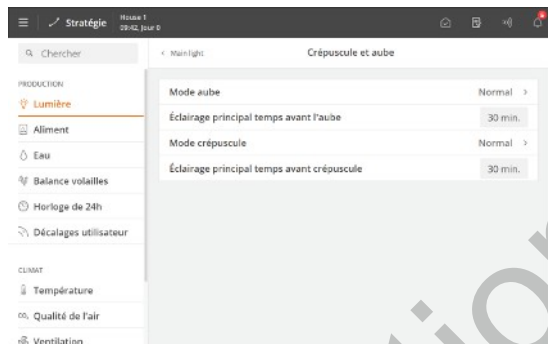 Stratégie
House 1
09:42, Jour 0
Chercher
Main light
Crépuscule et aube
PRODUCTION
Lumière
Aliment
Eau
Balance volailles
Horloge de 24h
Décalages utilisateur
CLIMAT
Température
CO₂ Qualité de l'air
Ventilation
Mode aube
Normal
Éclairage principal temps avant l'aube
30 min.
Mode crépuscule
Normal
Éclairage principal temps avant crépuscule
30 min.